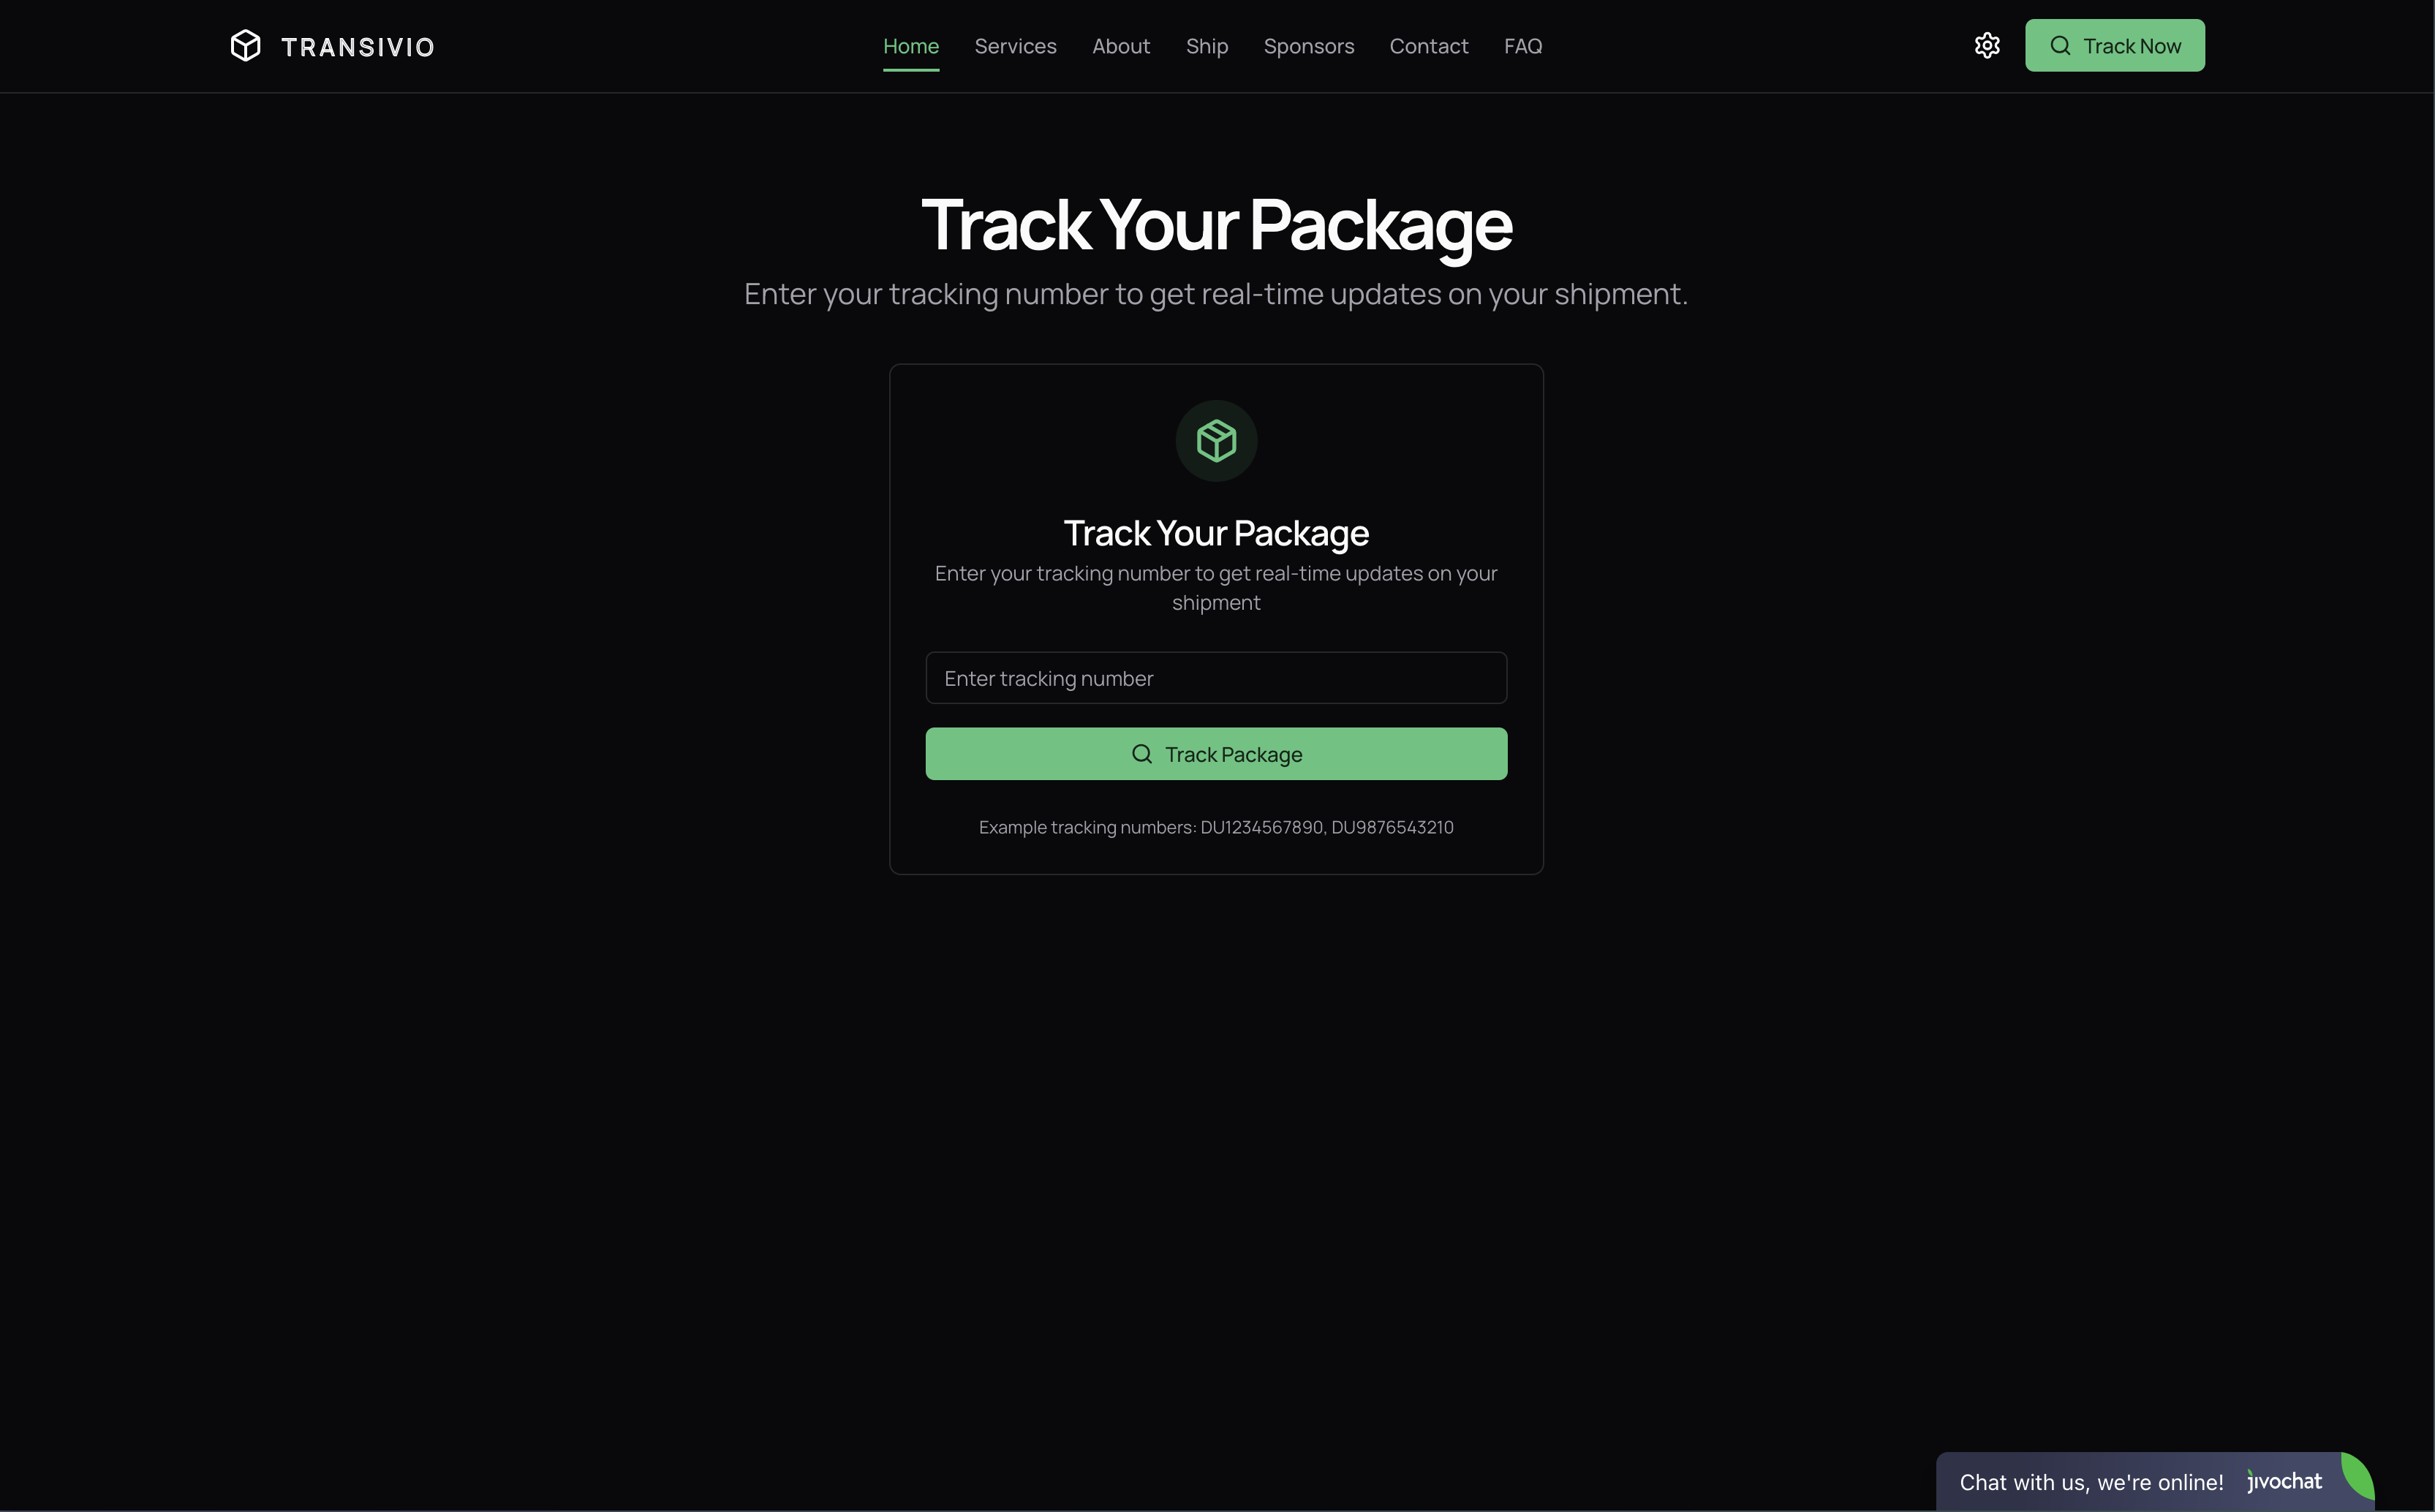 TRANSIVIO
Home Services About Ship Sponsors Contact FAQ
Track Now
Track Your Package
Enter your tracking number to get real-time updates on your shipment.
Track Your Package
Enter your tracking number to get real-time updates on your
shipment
Enter tracking number
Track Package
Example tracking numbers: DU1234567890, DU9876543210
Chat with us, we're online! jivochat